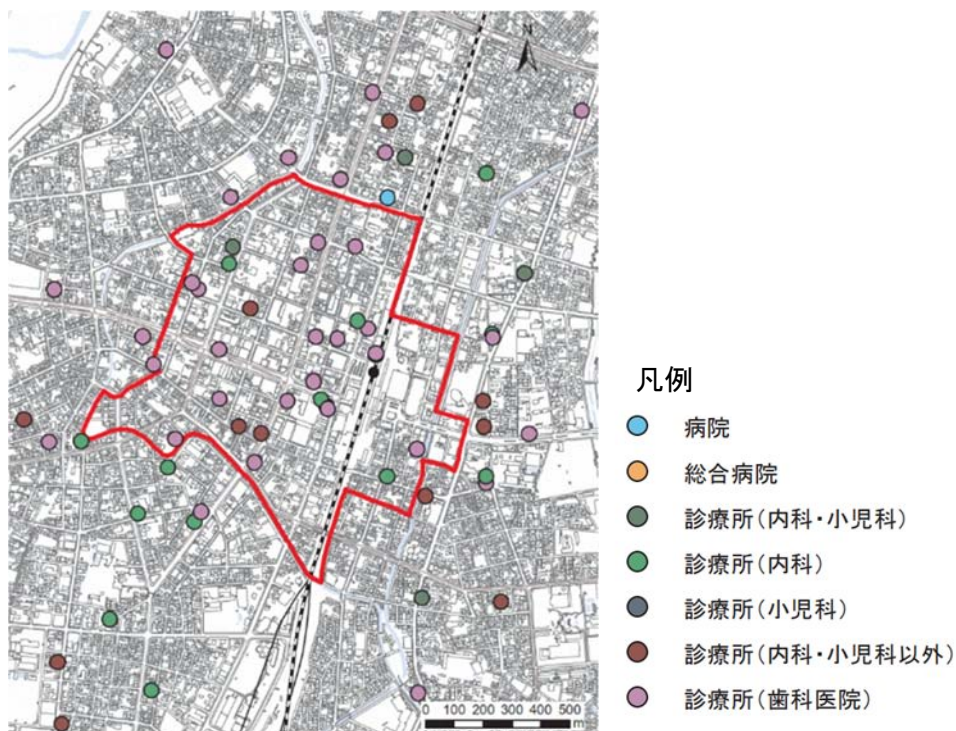 N
凡例
病院
総合病院
診療所(内科・小児科)
診療所(内科)
診療所(小児科)
診療所(内科・小児科以外)
診療所(歯科医院)
0 100 200 300 400 500
m